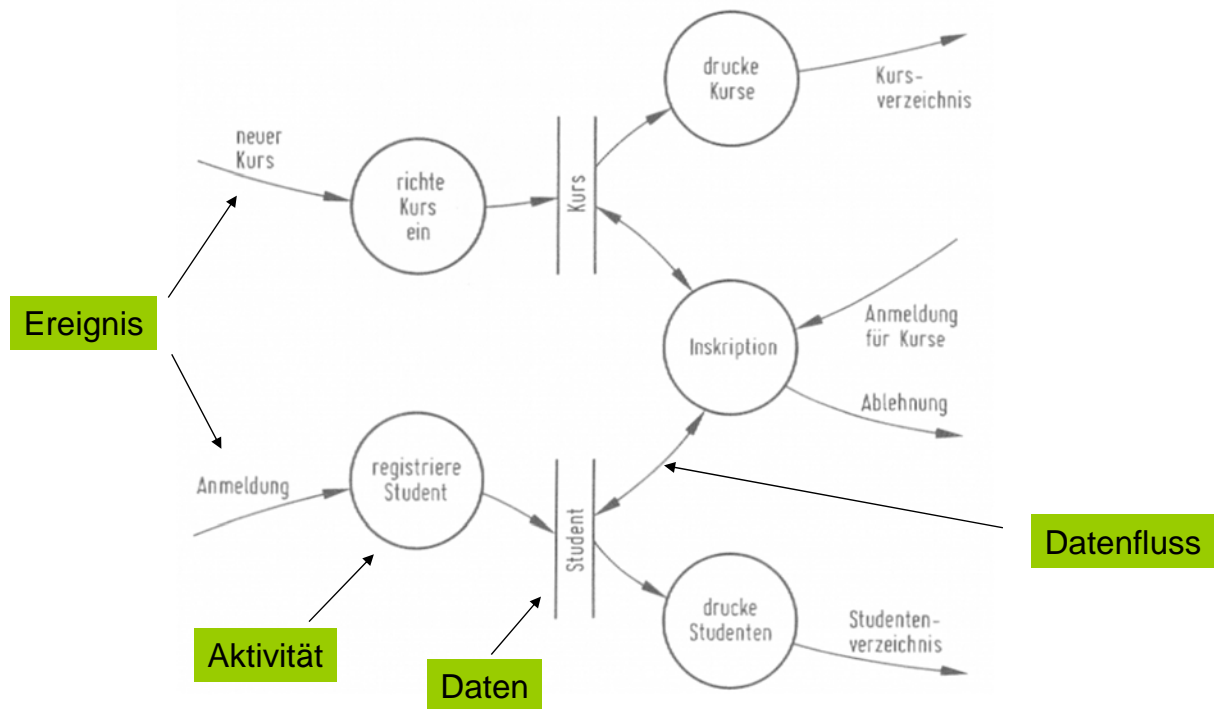 drucke
Kurse
Kurs-
verzeichnis
neuer
Kurs
richte
Kurs
ein
Kurs
Ereignis
Anmeldung
für Kurse
Inskription
Ablehnung
registriere
Student
Anmeldung
Student
Datenfluss
drucke
Studenten
Studenten-
verzeichnis
Aktivität
Daten